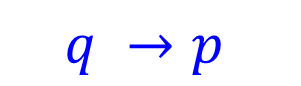 q → p